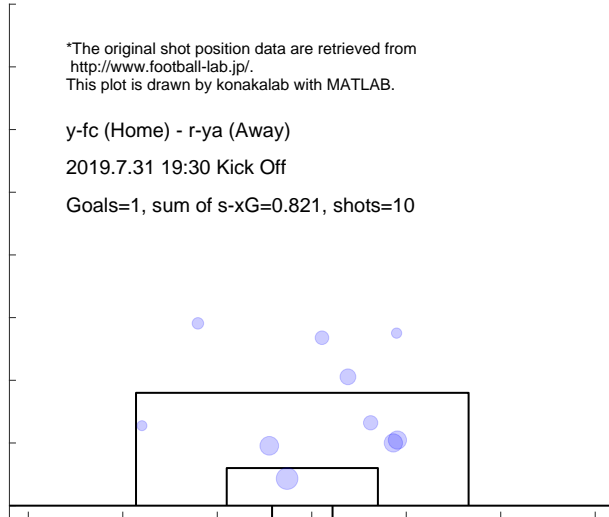 *The original shot position data are retrieved from
http://www.football-lab.jp/.
This plot is drawn by konakalab with MATLAB.
y-fc (Home) - r-ya (Away)
2019.7.31 19:30 Kick Off
Goals=1, sum of s-xG=0.821, shots=10